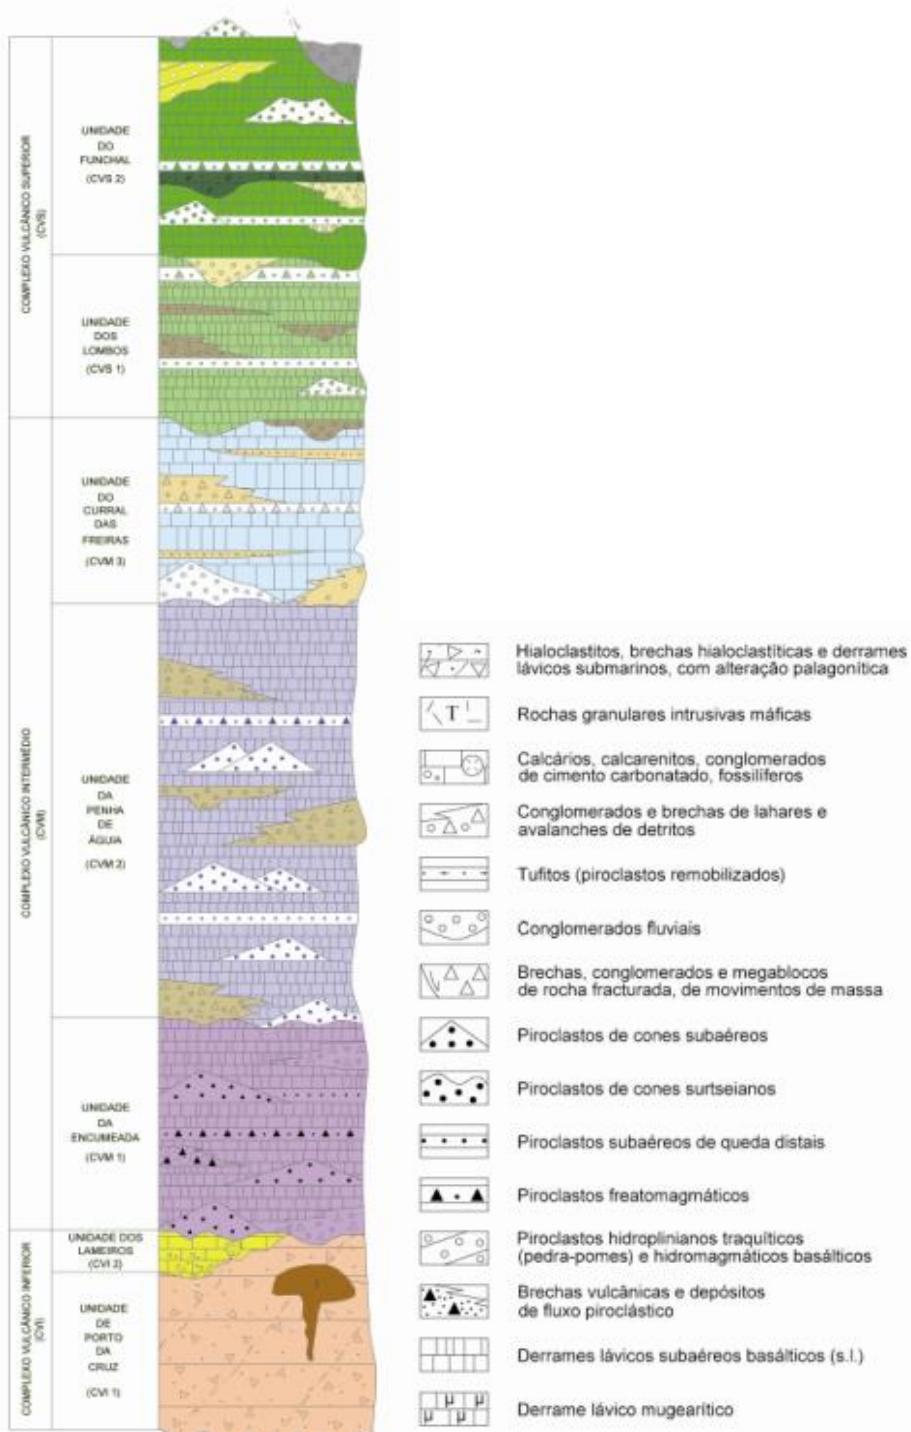 COMPLEXO VULCÂNICO SUPERIOR
(CVS)
UNIDADE
DO
FUNCHAL
(CVS 2)
UNIDADE
DOS
LOMBOS
(CVS 1)
COMPLEXO VULCÂNICO INTERMÉDIO
(CVM)
UNIDADE
DO
CURRAL
DAS
FREIRAS
(CVM 3)
UNIDADE
DA
PENHA
DE
ÁGUIA
(CVM 2)
UNIDADE
DA
ENCUMEADA
(CVM 1)
COMPLEXO VULCÂNICO INFERIOR
(CVI)
UNIDADE DOS
LAMEIROS
(CVI 2)
UNIDADE
DE
PORTO
DA
CRUZ
(CVI 1)
Hialoclastitos, brechas hialoclastíticas e derrames
lávicos submarinos, com alteração palagonítica
T
Rochas granulares intrusivas máficas
Calcários, calcarenitos, conglomerados
de cimento carbonatado, fossilíferos
Conglomerados e brechas de lahares e
avalanches de detritos
Tufitos (piroclastos remobilizados)
Conglomerados fluviais
Brechas, conglomerados e megablocos
de rocha fracturada, de movimentos de massa
Piroclastos de cones subaéreos
Piroclastos de cones surtseianos
Piroclastos subaéreos de queda distais
Piroclastos freatomagmáticos
Piroclastos hidroplinianos traquíticos
(pedra-pomes) e hidromagmáticos basálticos
Brechas vulcânicas e depósitos
de fluxo piroclástico
Derrames lávicos subaéreos basálticos (s.l.)
µ µ
µ µ
Derrame lávico mugearítico